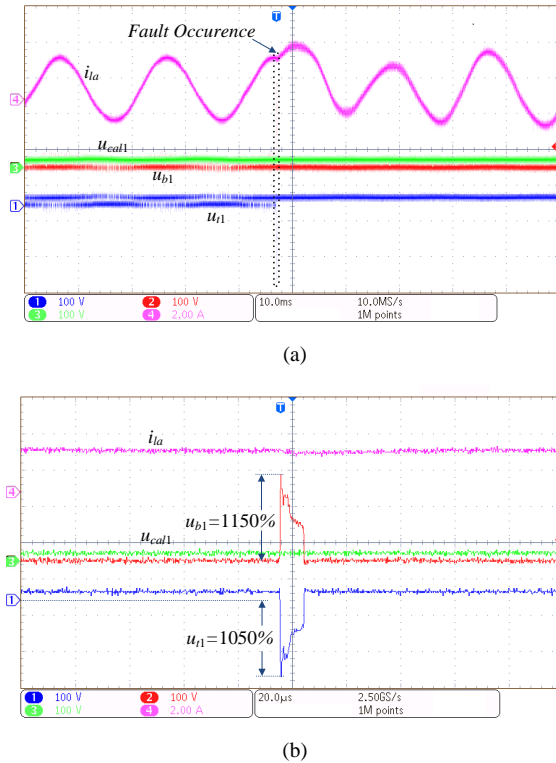 T
Fault Occurence
i_la
4
u_cal1
3
u_b1
1
u_t1
1 100 V 2 100 V 10.0ms 10.0MS/s
3 100 V 4 2.00 A 1M points
(a)
T
i_la
4
u_b1=1150%
u_cal1
3
1
u_t1=1050%
1 100 V 2 100 V 20.0µs 2.50GS/s
3 100 V 4 2.00 A 1M points
(b)